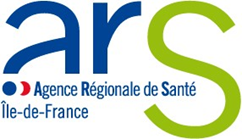 ars
Agence Régionale de Santé
Île-de-France